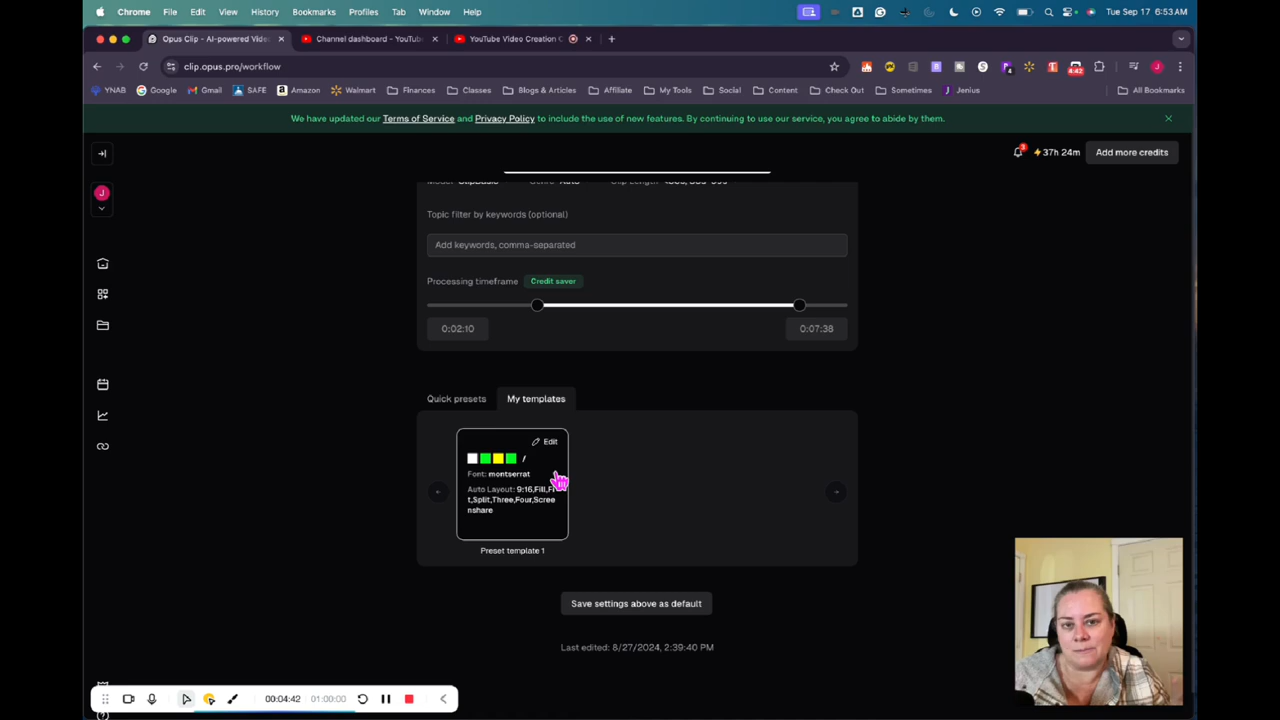 Chrome File Edit View History Bookmarks Profiles Tab Window Help Tue Sep 17 6:53 AM
Opus Clip - AI-powered Vide Channel dashboard - YouTube YouTube Video Creation C
clip.opus.pro/workflow
YNAB Google Gmail SAFE Amazon Walmart Finances Classes Blogs & Articles Affiliate My Tools Social Content Check Out Sometimes Jenius All Bookmarks
We have updated our Terms of Service and Privacy Policy to include the use of new features. By continuing to use our service, you agree to abide by them.
3 37h 24m Add more credits
J
Topic filter by keywords (optional)
Add keywords, comma-separated
Processing timeframe Credit saver
0:02:10 0:07:38
Quick presets My templates
Edit
/
Font: montserrat
Auto Layout: 9:16,Fill,Fi
t,Split,Three,Four,Scree
nshare
Preset template 1
Save settings above as default
Last edited: 8/27/2024, 2:39:40 PM
00:04:42 01:00:00